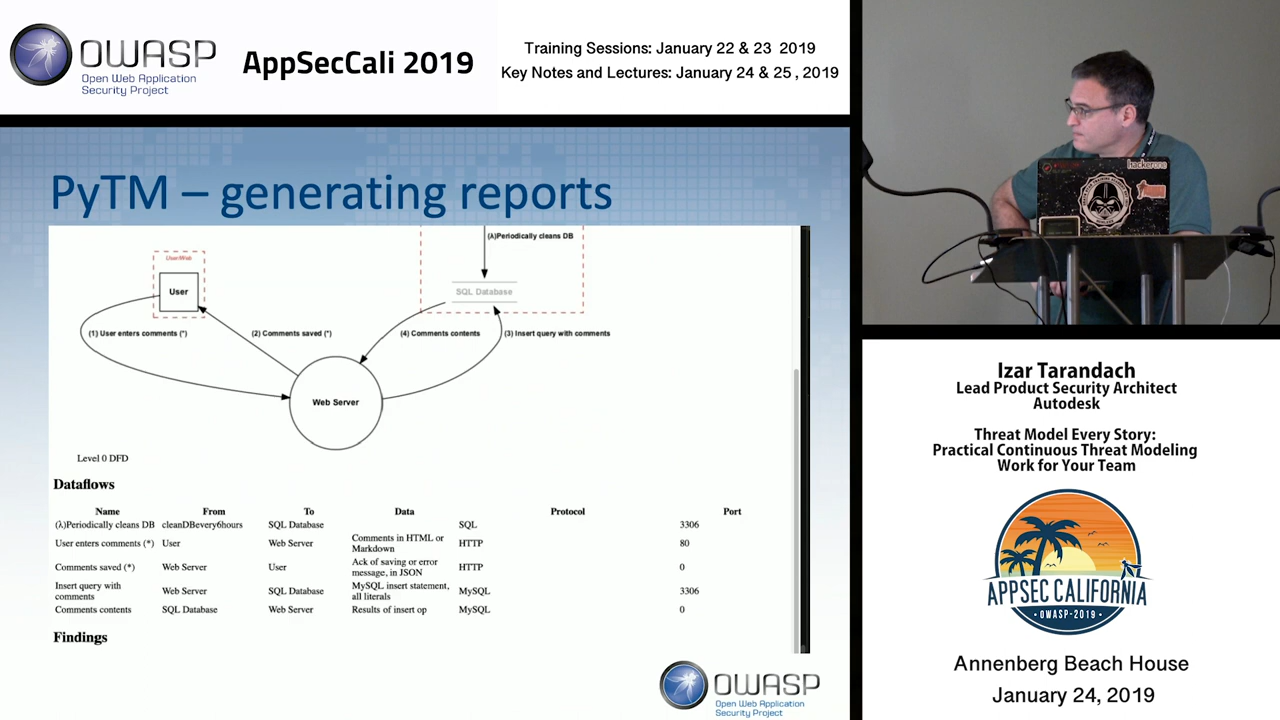 OWASP
Open Web Application
Security Project
AppSecCali 2019
Training Sessions: January 22 & 23 2019
Key Notes and Lectures: January 24 & 25 , 2019
PyTM – generating reports
(λ)Periodically cleans DB
User/Web
User
SQL Database
(1) User enters comments (*)
(2) Comments saved (*)
(4) Comments contents
(3) Insert query with comments
Web Server
Level 0 DFD
Dataflows
Name From To Data Protocol Port
(λ)Periodically cleans DB cleanDBevery6hours SQL Database SQL 3306
User enters comments (*) User Web Server Comments in HTML or Markdown HTTP 80
Comments saved (*) Web Server User Ack of saving or error message, in JSON HTTP 0
Insert query with comments Web Server SQL Database MySQL insert statement, all literals MySQL 3306
Comments contents SQL Database Web Server Results of insert op MySQL 0
Findings
OWASP
Open Web Application
Security Project
hackerone
Izar Tarandach
Lead Product Security Architect
Autodesk
Threat Model Every Story:
Practical Continuous Threat Modeling
Work for Your Team
APPSEC CALIFORNIA
· OWASP-2019 ·
Annenberg Beach House
January 24, 2019